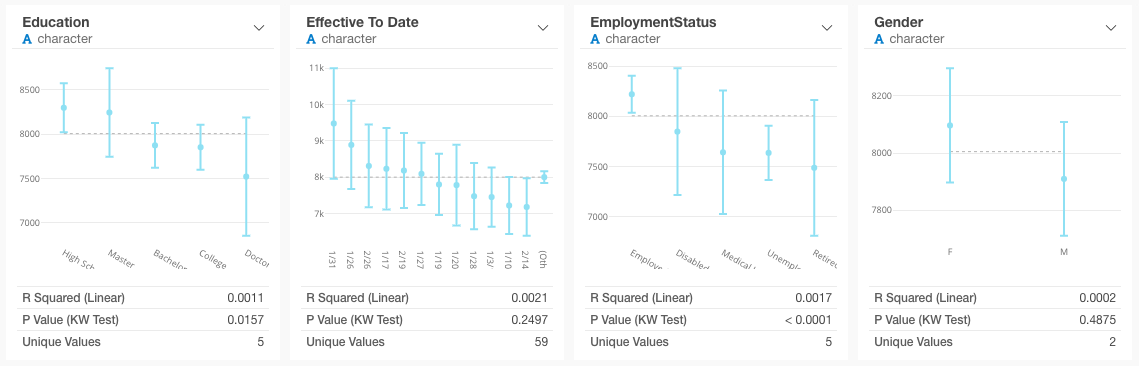 Education
A character
8500
8000
7500
7000
High Sch
Master
Bachelor
College
Doctor
R Squared (Linear) 0.0011
P Value (KW Test) 0.0157
Unique Values 5
Effective To Date
A character
11k
10k
9k
8k
7k
1/31
1/26
2/26
1/17
2/19
1/27
1/19
1/20
1/28
1/3/
1/10
2/14
(Oth
R Squared (Linear) 0.0021
P Value (KW Test) 0.2497
Unique Values 59
EmploymentStatus
A character
8500
8000
7500
7000
Employe
Disabled
Medical
Unempl
Retired
R Squared (Linear) 0.0017
P Value (KW Test) < 0.0001
Unique Values 5
Gender
A character
8200
8000
7800
F
M
R Squared (Linear) 0.0002
P Value (KW Test) 0.4875
Unique Values 2